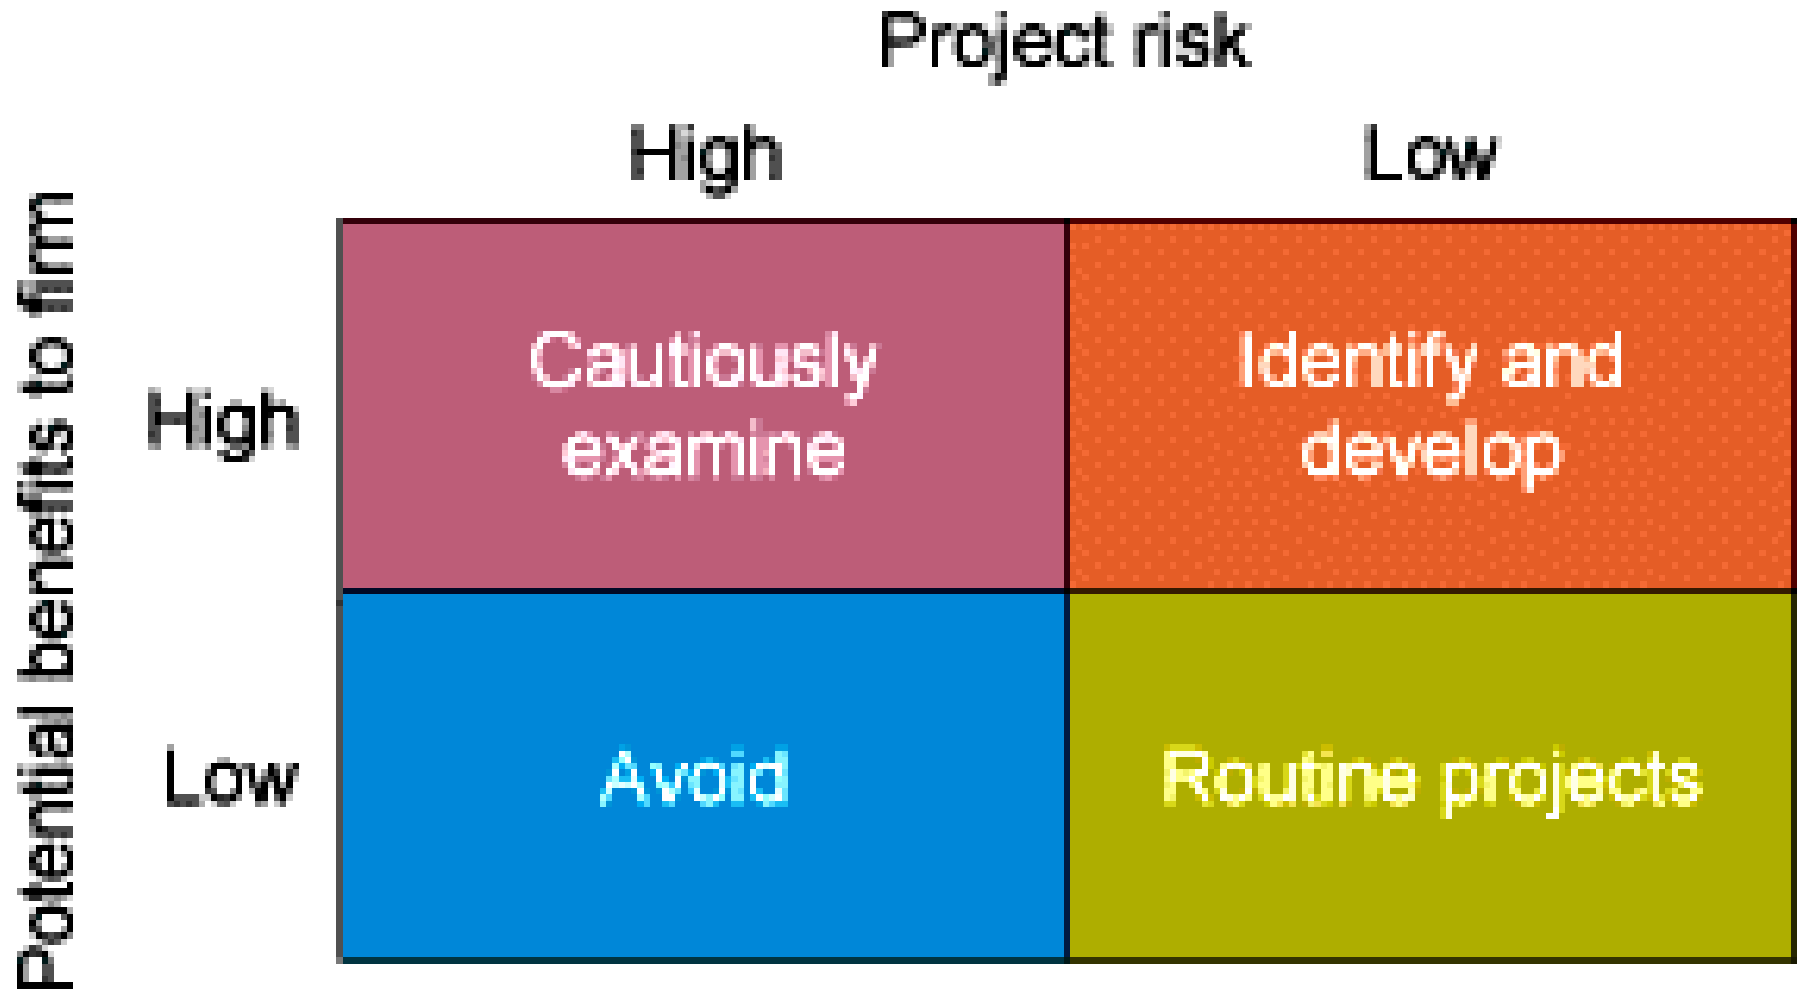 Project risk
High
Low
Potential benefits to firm
High
Cautiously
examine
Identify and
develop
Low
Avoid
Routine projects